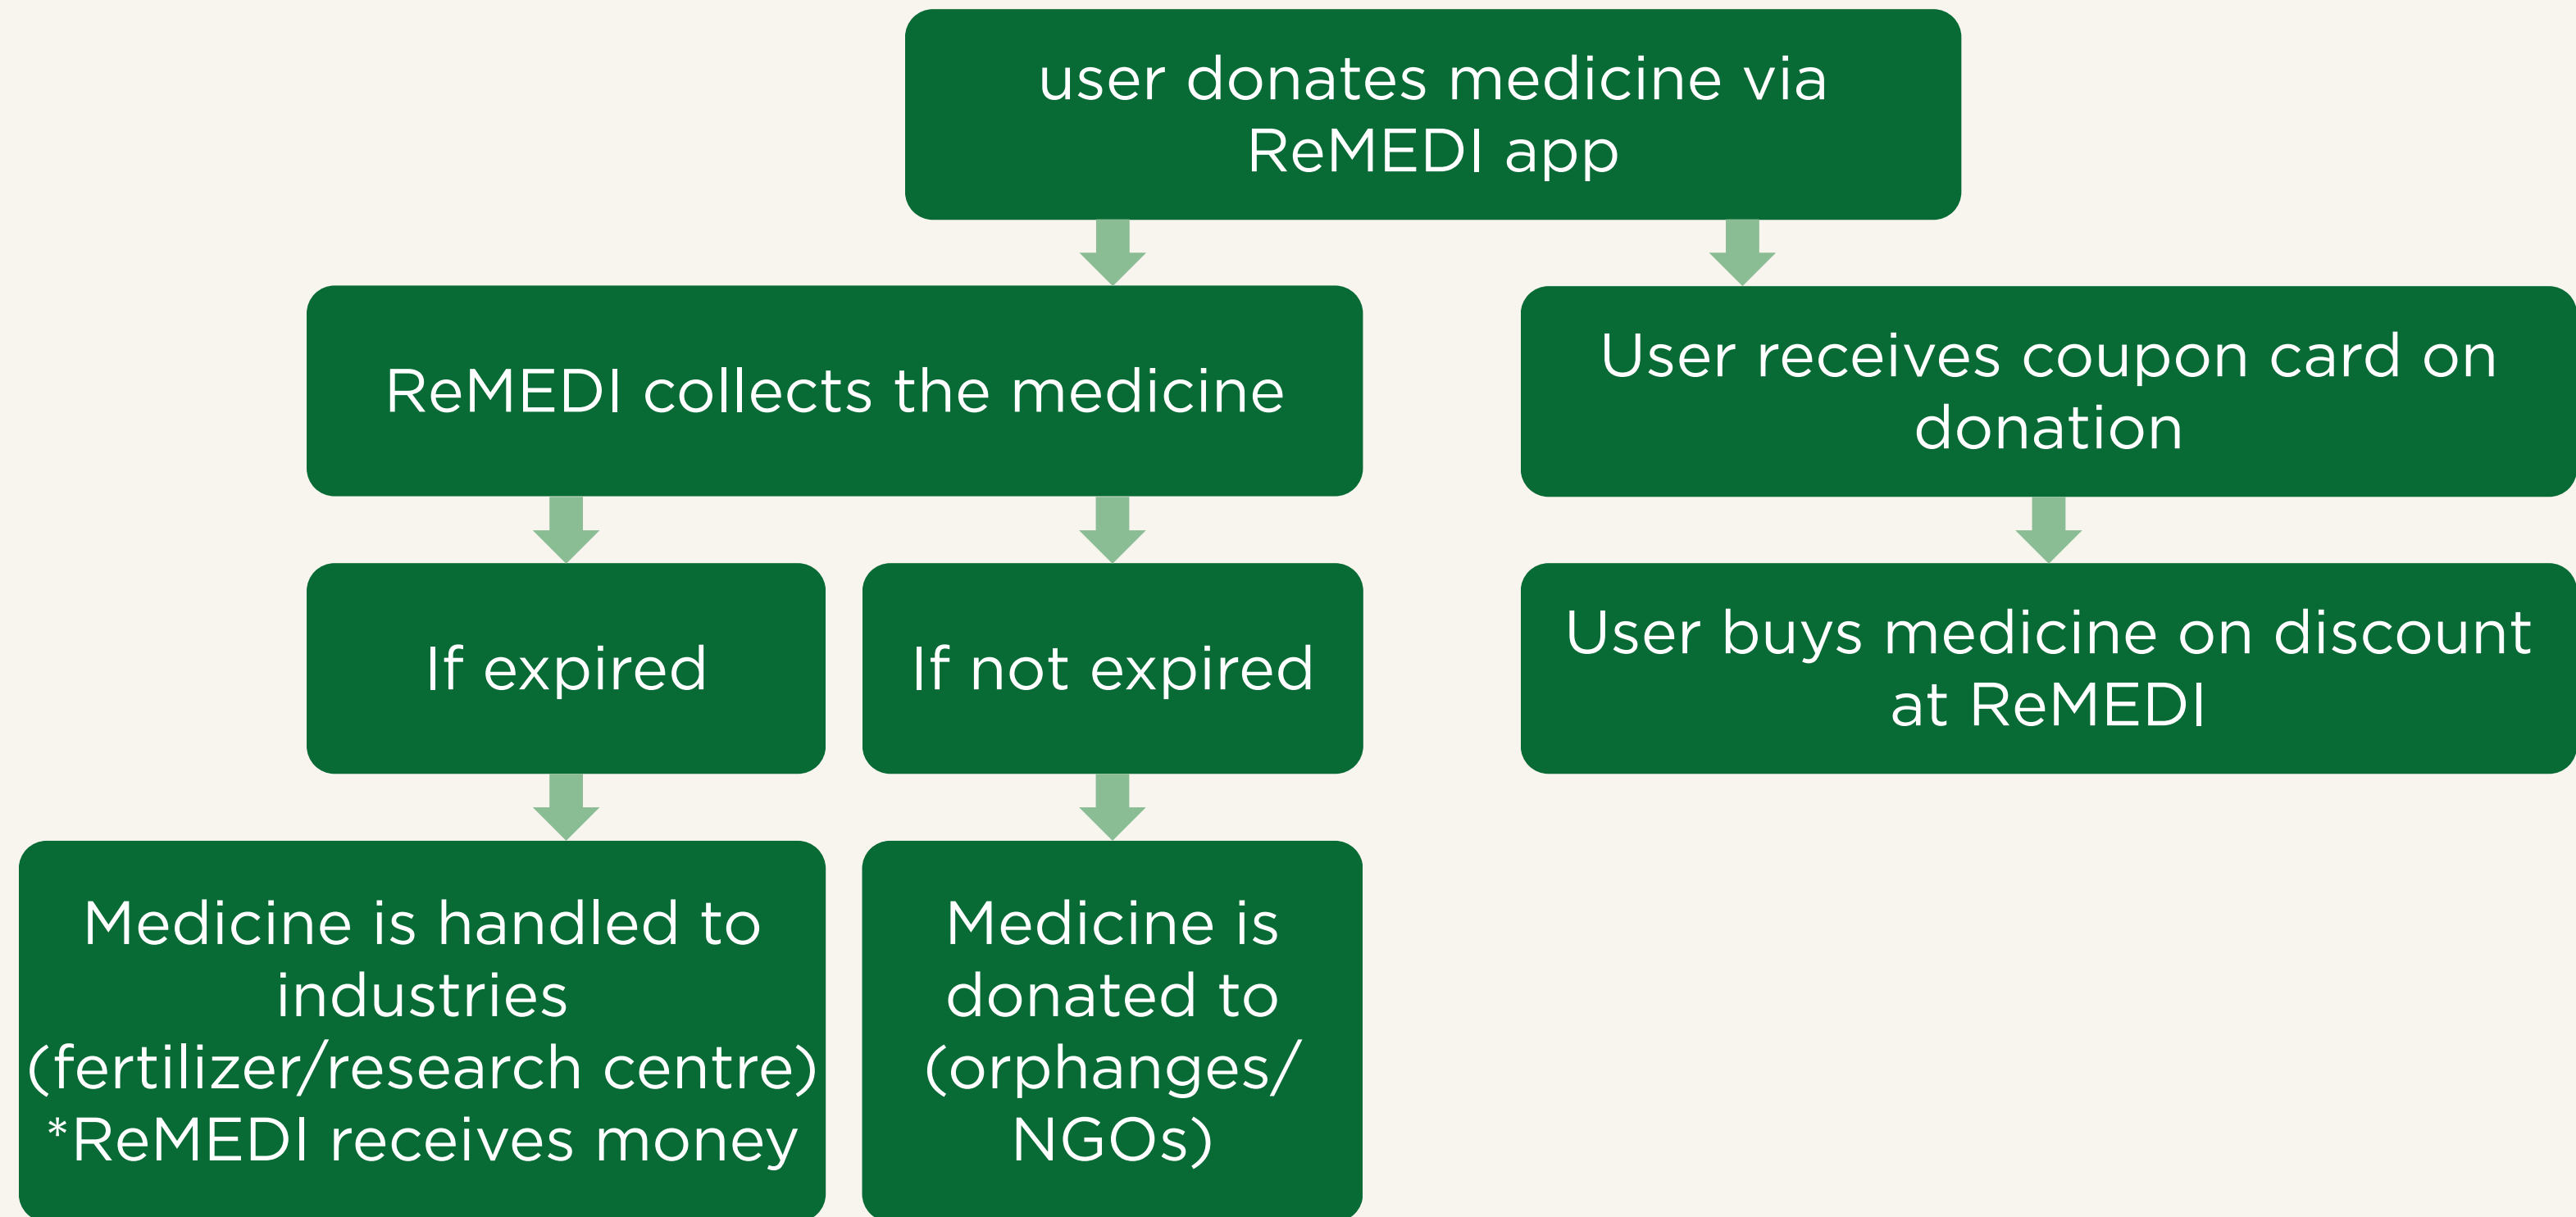 user donates medicine via
ReMEDI app
ReMEDI collects the medicine
User receives coupon card on
donation
If expired
If not expired
User buys medicine on discount
at ReMEDI
Medicine is handled to
industries
(fertilizer/research centre)
*ReMEDI receives money
Medicine is
donated to
(orphanges/
NGOs)